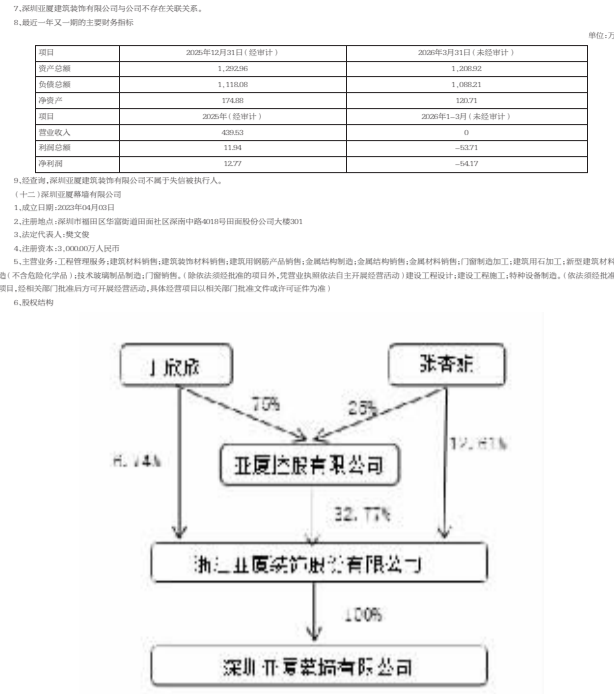 7、深圳亚厦建筑装饰有限公司与公司不存在关联关系。
8、最近一年又一期的主要财务指标
单位：万
项目 2025年12月31日（经审计） 2026年3月31日（未经审计）
资产总额 1,292.96 1,208.92
负债总额 1,118.08 1,088.21
净资产 174.88 120.71
项目 2025年（经审计） 2026年1-3月（未经审计）
营业收入 439.53 0
利润总额 11.94 -53.71
净利润 12.77 -54.17
9、经查询，深圳亚厦建筑装饰有限公司不属于失信被执行人。
（十二）深圳亚厦幕墙有限公司
1、成立日期：2023年04月03日
2、注册地点：深圳市福田区华富街道田面社区深南中路4018号田面股份公司大楼301
3、法定代表人：樊文俊
4、注册资本：3,000.00万人民币
5、主营业务：工程管理服务；建筑材料销售；建筑装饰材料销售；建筑用钢筋产品销售；金属结构制造；金属结构销售；金属材料销售；门窗制造加工；建筑用石加工；新型建筑材料
造（不含危险化学品）；技术玻璃制品制造；门窗销售。（除依法须经批准的项目外，凭营业执照依法自主开展经营活动）建设工程设计；建设工程施工；特种设备制造。（依法须经批准
项目，经相关部门批准后方可开展经营活动，具体经营项目以相关部门批准文件或许可证件为准）
6、股权结构
丁欣欣 张杏娟
75% 25%
12.61%
亚厦控股有限公司
32.77%
浙江亚厦装饰股份有限公司
100%
深圳亚厦幕墙有限公司